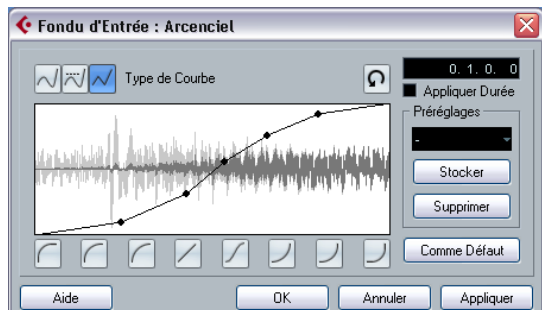 Fondu d'Entrée : Arcenciel
Type de Courbe
0. 1. 0. 0
Appliquer Durée
Préréglages
-
Stocker
Supprimer
Comme Défaut
Aide
OK
Annuler
Appliquer